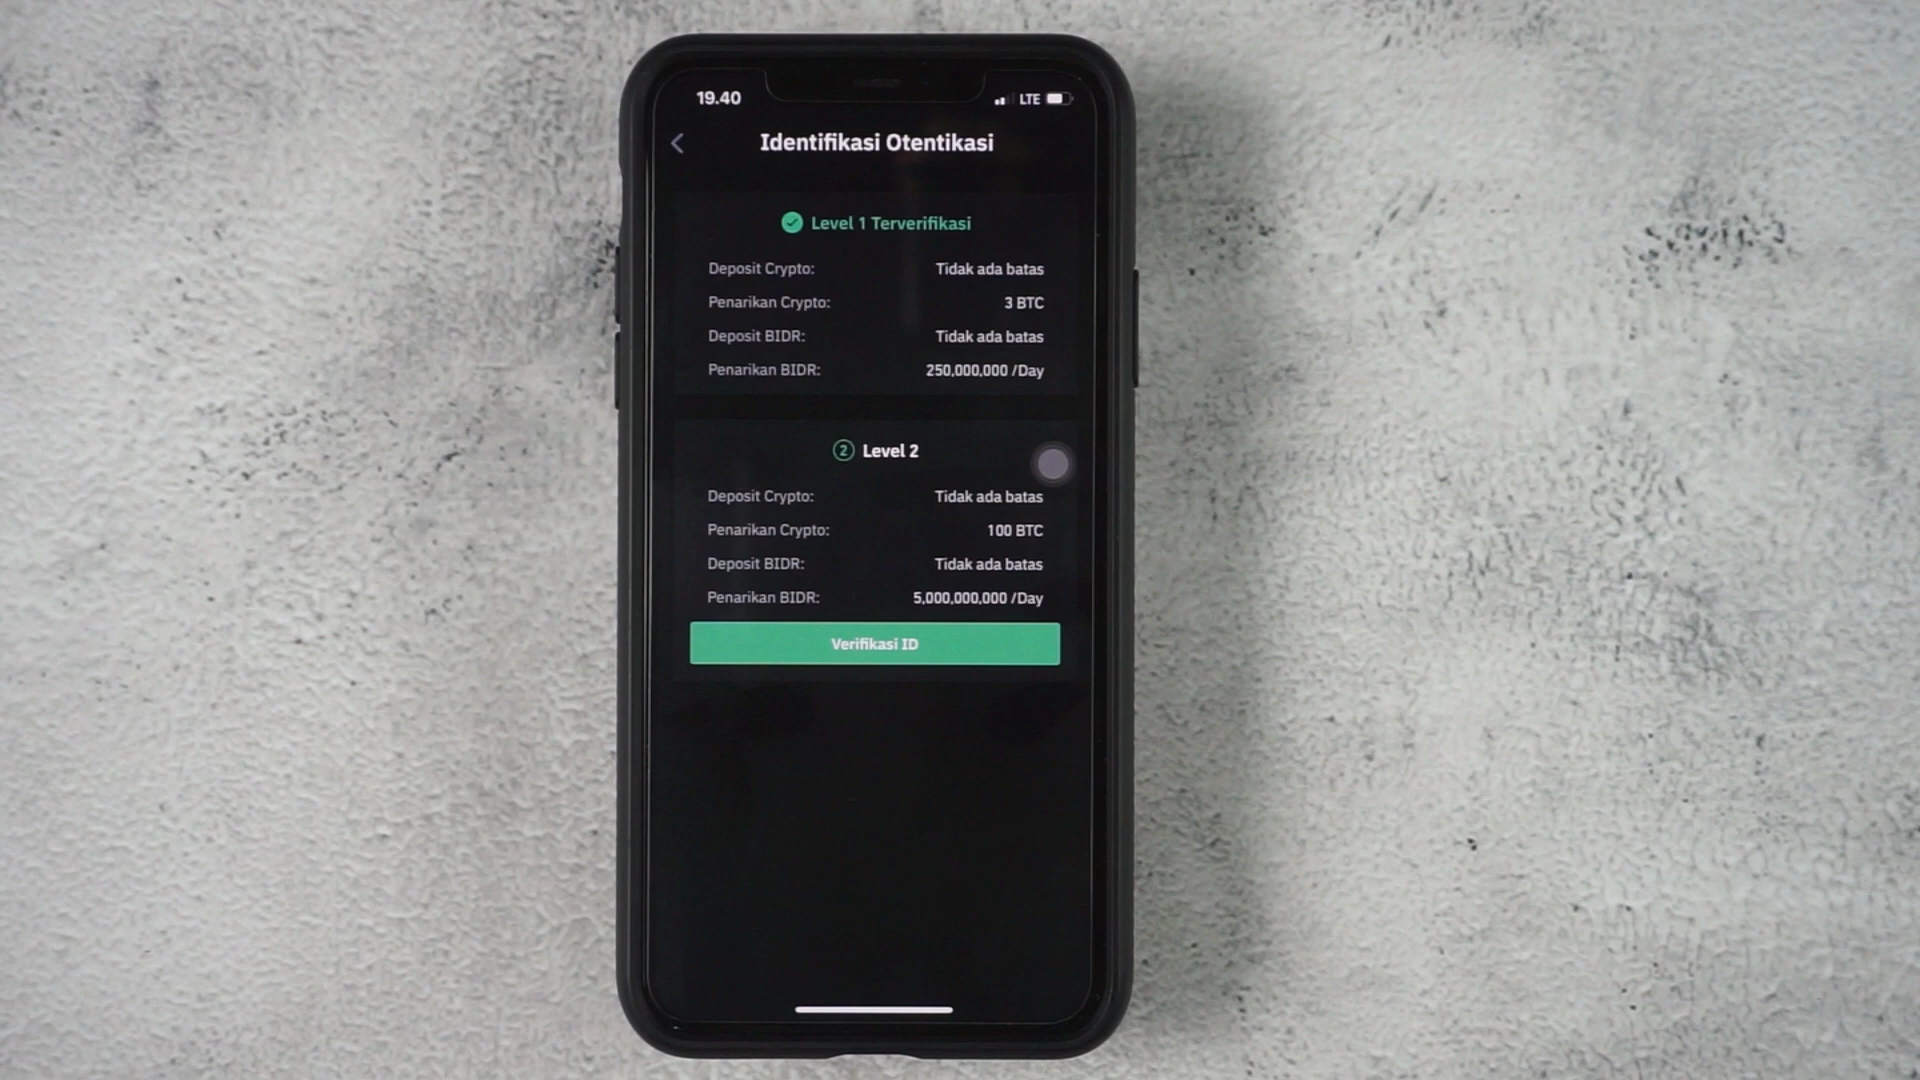 19.40 LTE
Identifikasi Otentikasi
Level 1 Terverifikasi
Deposit Crypto: Tidak ada batas
Penarikan Crypto: 3 BTC
Deposit BIDR: Tidak ada batas
Penarikan BIDR: 250,000,000 /Day
2 Level 2
Deposit Crypto: Tidak ada batas
Penarikan Crypto: 100 BTC
Deposit BIDR: Tidak ada batas
Penarikan BIDR: 5,000,000,000 /Day
Verifikasi ID